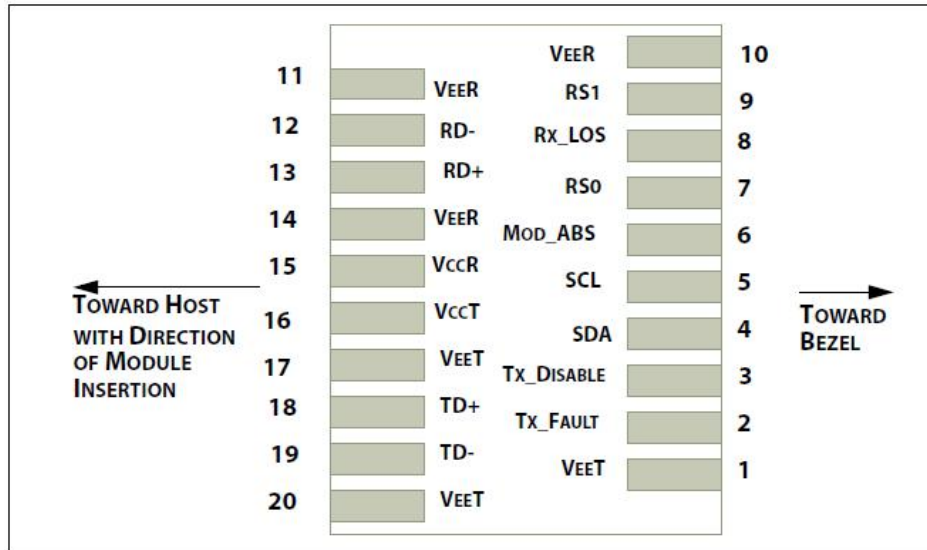 VEER
10
11
VEER
RS1
9
12
RD-
RX_LOS
8
13
RD+
RS0
7
14
VEER
MOD_ABS
6
15
VCCR
SCL
5
TOWARD HOST
WITH DIRECTION
OF MODULE
INSERTION
16
VCCT
SDA
4
TOWARD
BEZEL
17
VEET
TX_DISABLE
3
18
TD+
TX_FAULT
2
19
TD-
VEET
1
20
VEET